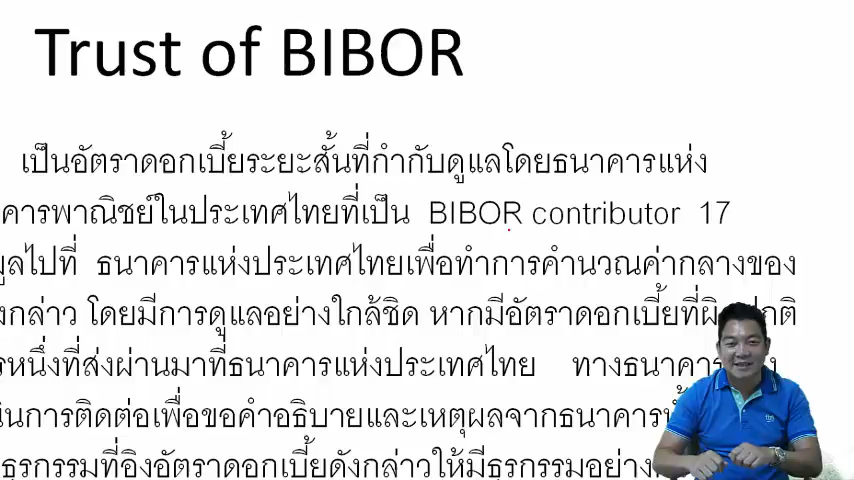 Trust of BIBOR
เป็นอัตราดอกเบี้ยระยะสั้นที่กำกับดูแลโดยธนาคารแห่ง
คารพาณิชย์ในประเทศไทยที่เป็น BIBOR contributor 17
มูลไปที่ ธนาคารแห่งประเทศไทยเพื่อทำการคำนวณค่ากลางของ
งกล่าว โดยมีการดูแลอย่างใกล้ชิด หากมีอัตราดอกเบี้ยที่ผิดปกติ
รหนึ่งที่ส่งผ่านมาที่ธนาคารแห่งประเทศไทย ทางธนาคาร
นินการติดต่อเพื่อขอคำอธิบายและเหตุผลจากธนาคาร
ธุรกรรมที่อิงอัตราดอกเบี้ยดังกล่าวให้มีธุรกรรมอย่าง